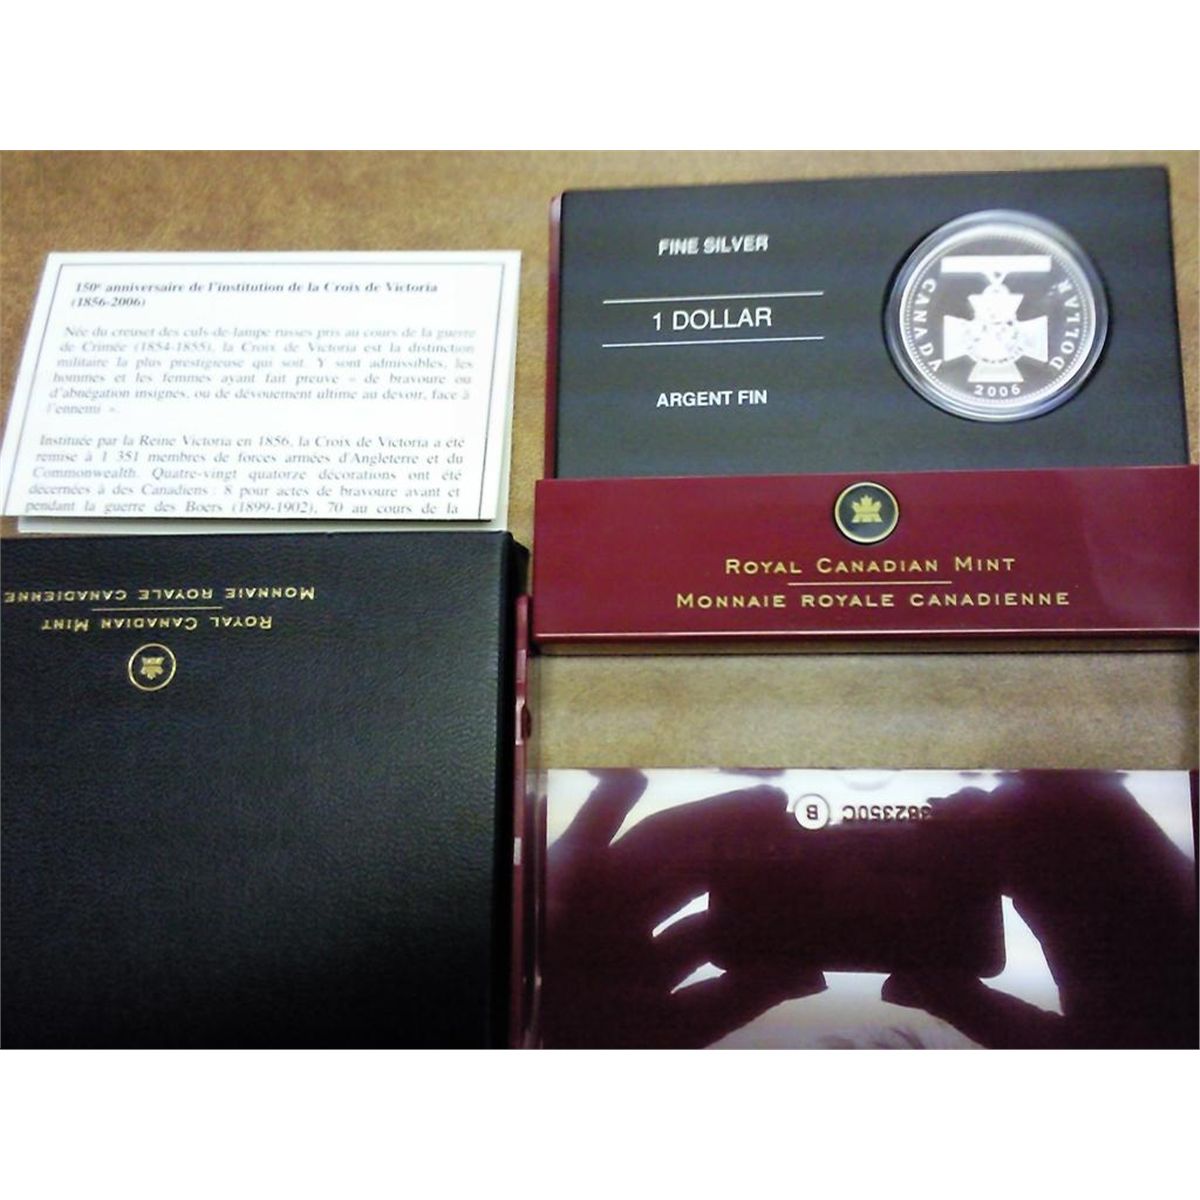 150e anniversaire de l'institution de la Croix de Victoria
(1856-2006)
Née du creuset des culs-de-lampe russes pris au cours de la guerre
de Crimée (1854-1855), la Croix de Victoria est la distinction
militaire la plus prestigieuse qui soit. Y sont admissibles, les
hommes et les femmes ayant fait preuve « de bravoure ou
d'abnégation insignes, ou de dévouement ultime au devoir, face à
l'ennemi ».
Instituée par la Reine Victoria en 1856, la Croix de Victoria a été
remise à 1 351 membres de forces armées d'Angleterre et du
Commonwealth. Quatre-vingt quatorze décorations ont été
décernées à des Canadiens : 8 pour actes de bravoure avant et
pendant la guerre des Boers (1899-1902), 70 au cours de la
FINE SILVER
1 DOLLAR
ARGENT FIN
CANADA
DOLLAR
2006
ROYAL CANADIAN MINT
MONNAIE ROYALE CANADIENNE
ROYAL CANADIAN MINT
MONNAIE ROYALE CANADIENNE
382350C B